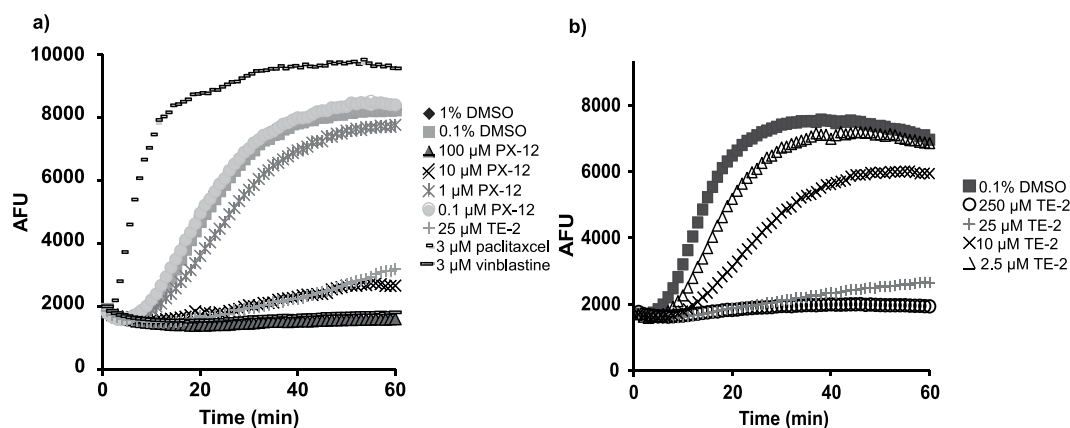 a)
10000
8000
6000
4000
2000
0
AFU
0
20
40
60
Time (min)
1% DMSO
0.1% DMSO
100 µM PX-12
10 µM PX-12
1 µM PX-12
0.1 µM PX-12
25 µM TE-2
3 µM paclitaxcel
3 µM vinblastine
b)
8000
6000
4000
2000
0
AFU
0
20
40
60
Time (min)
0.1% DMSO
250 µM TE-2
25 µM TE-2
10 µM TE-2
2.5 µM TE-2